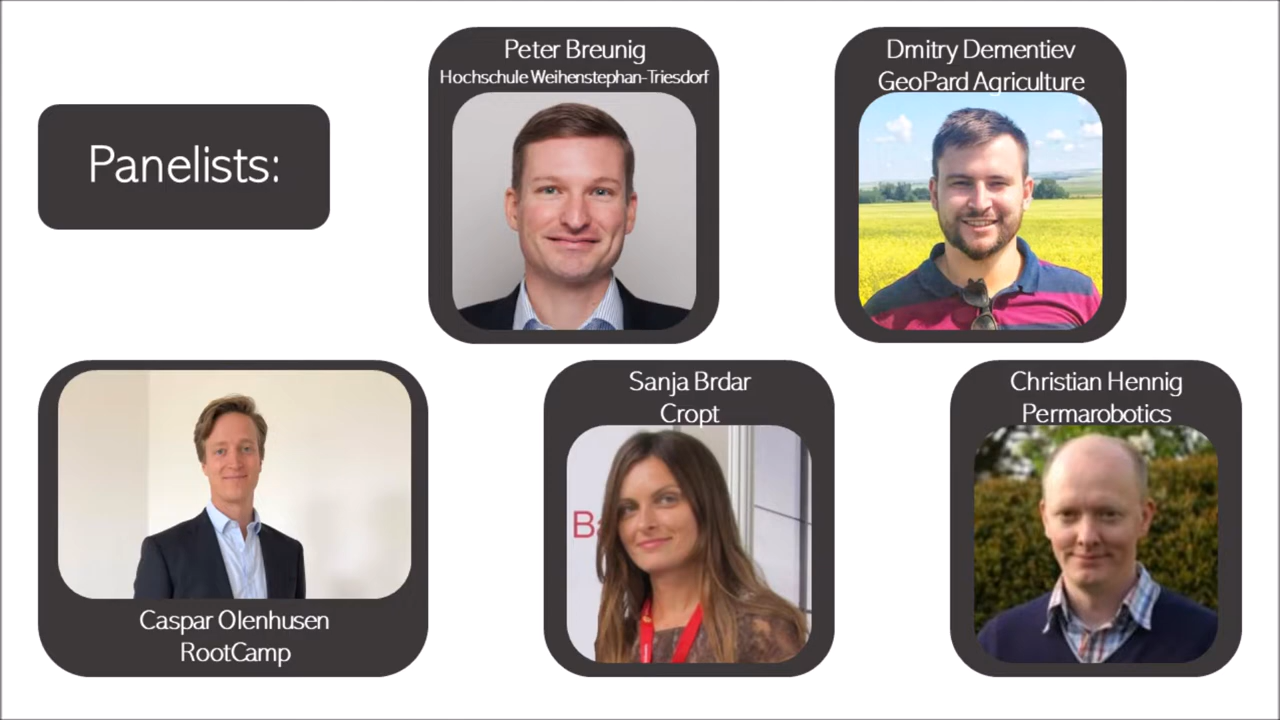 Panelists:
Peter Breunig
Hochschule Weihenstephan-Triesdorf
Dmitry Dementiev
GeoPard Agriculture
Caspar Olenhusen
RootCamp
Sanja Brdar
Cropt
Christian Hennig
Permarobotics